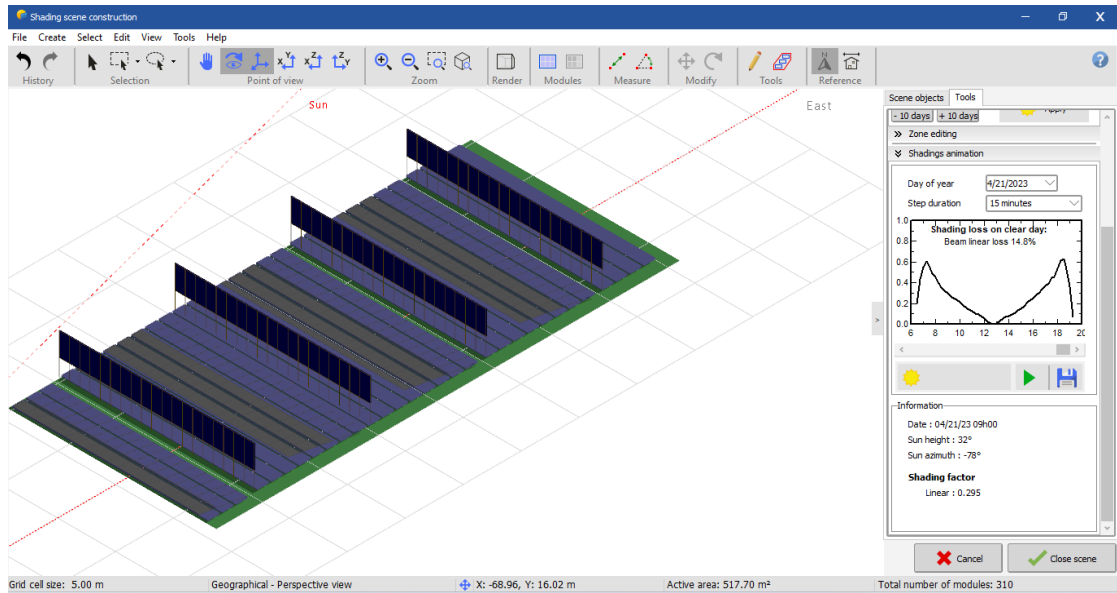 Shading scene construction
File Create Select Edit View Tools Help
History Selection Point of view Zoom Render Modules Measure Modify Tools Reference
Sun
East
Scene objects Tools
- 10 days + 10 days
Zone editing
Shadings animation
Day of year 4/21/2023
Step duration 15 minutes
Shading loss on clear day:
Beam linear loss 14.8%
1.0
0.8
0.6
0.4
0.2
0.0
6 8 10 12 14 16 18 20
Information
Date : 04/21/23 09h00
Sun height : 32°
Sun azimuth : -78°
Shading factor
Linear : 0.295
Cancel Close scene
Grid cell size: 5.00 m Geographical - Perspective view X: -68.96, Y: 16.02 m Active area: 517.70 m² Total number of modules: 310